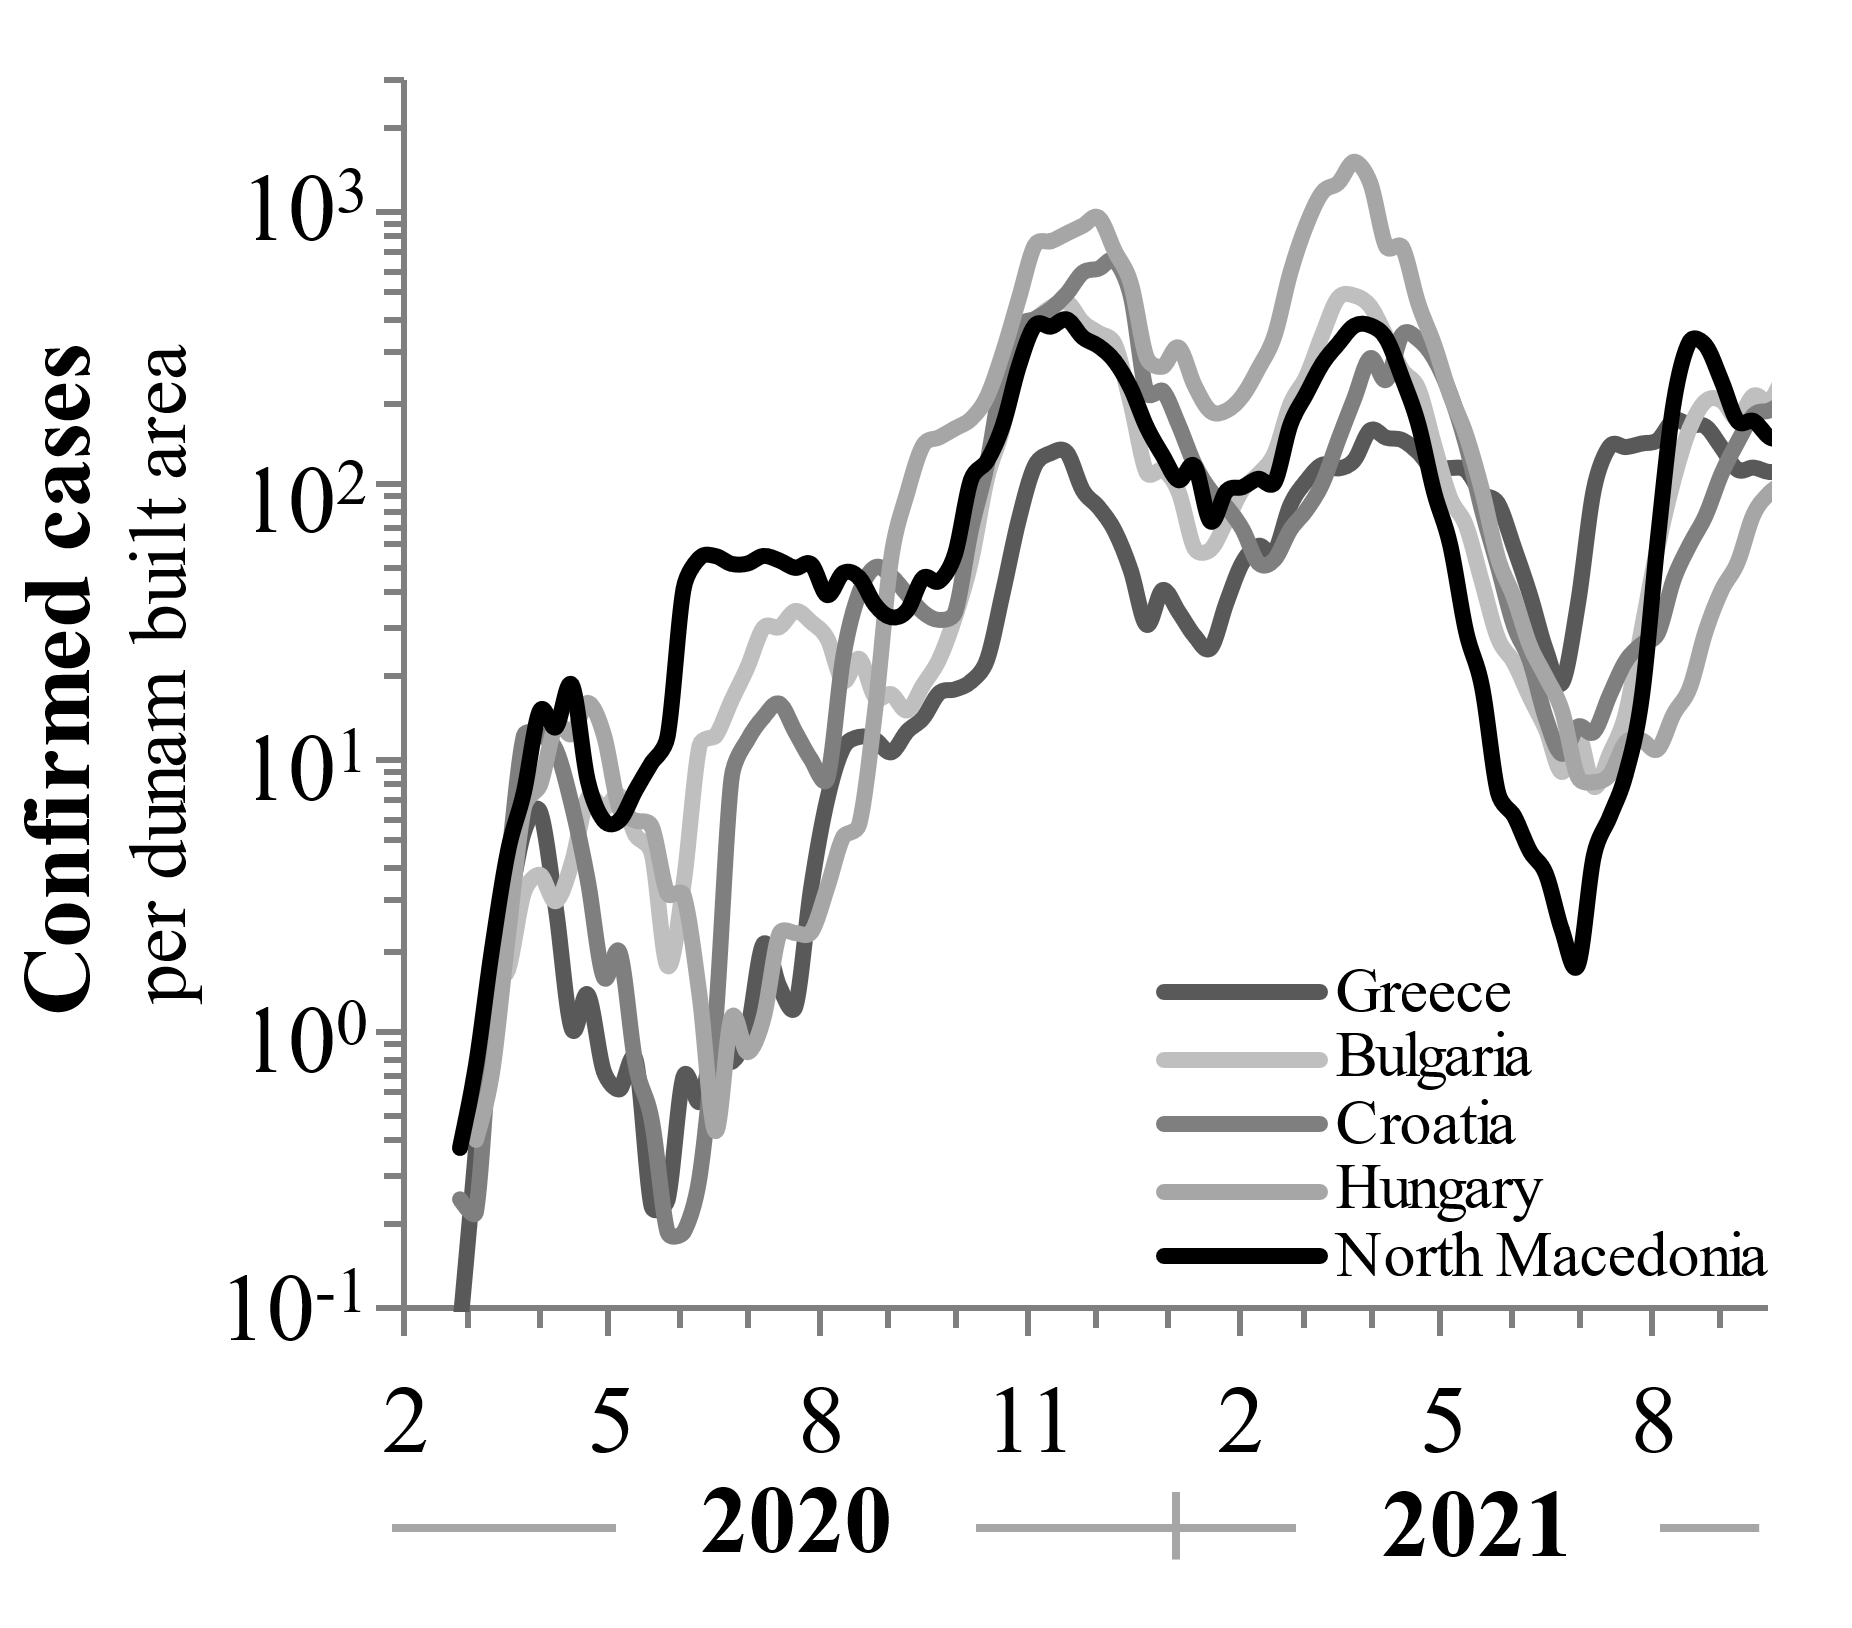 Confirmed cases
per dunam built area
10³
10²
10¹
10⁰
10⁻¹
Greece
Bulgaria
Croatia
Hungary
North Macedonia
2 5 8 11 2 5 8
2020 2021